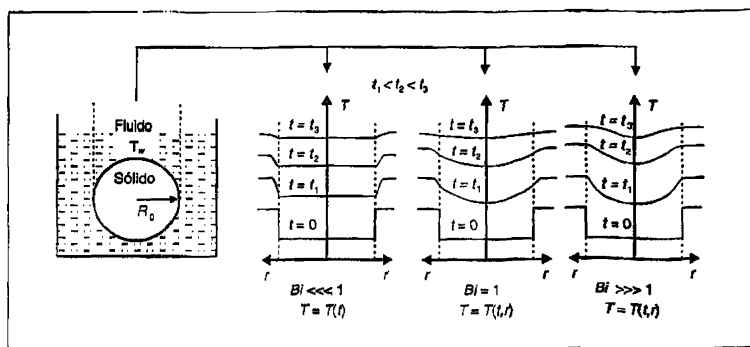 t₁ < t₂ < t₃
Fluido
T_w
Sólido
R₀
T
t = t₃
t = t₂
t = t₁
t = 0
r
r
Bi <<< 1
T = T(t)
T
t = t₃
t = t₂
t = t₁
t = 0
r
r
Bi = 1
T = T(t,r)
T
t = t₃
t = t₂
t = t₁
t = 0
r
r
Bi >>> 1
T = T(t,r)